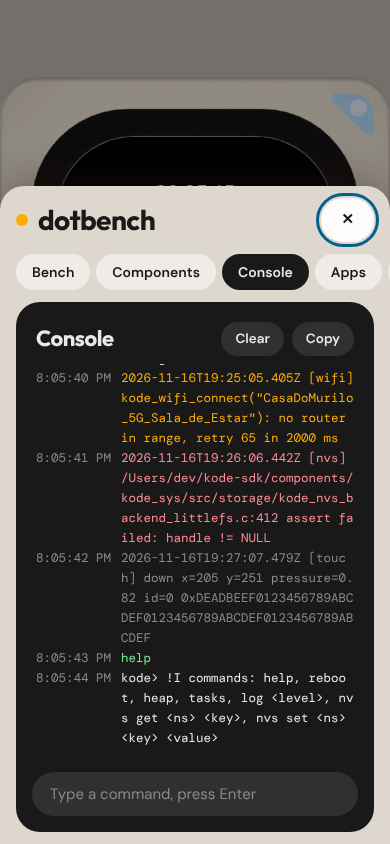 dotbench
×
Bench Components Console Apps
Console
Clear Copy
8:05:40 PM 2026-11-16T19:25:05.405Z [wifi]
kode_wifi_connect("CasaDoMurilo
_5G_Sala_de_Estar"): no router
in range, retry 65 in 2000 ms
8:05:41 PM 2026-11-16T19:26:06.442Z [nvs]
/Users/dev/kode-sdk/components/
kode_sys/src/storage/kode_nvs_b
ackend_littlefs.c:412 assert fa
iled: handle != NULL
8:05:42 PM 2026-11-16T19:27:07.479Z [touc
h] down x=205 y=251 pressure=0.
82 id=0 0xDEADBEEF0123456789ABC
DEF0123456789ABCDEF0123456789AB
CDEF
8:05:43 PM help
8:05:44 PM kode> !I commands: help, reboo
t, heap, tasks, log <level>, nv
s get <ns> <key>, nvs set <ns>
<key> <value>
Type a command, press Enter